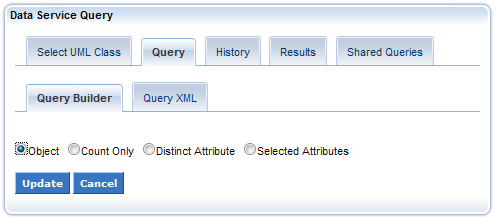 Data Service Query
Select UML Class Query History Results Shared Queries
Query Builder Query XML
Object Count Only Distinct Attribute Selected Attributes
Update Cancel